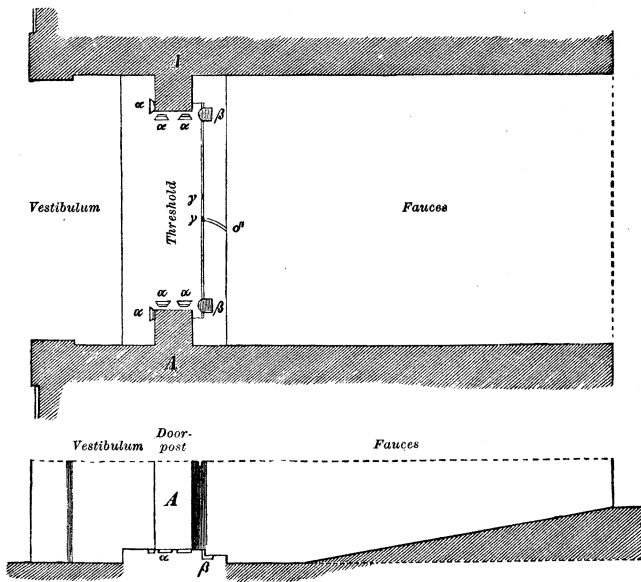 I
α β
α α
Vestibulum Threshold γ Fauces
γ δ
α α
α β
A
Vestibulum Door-
post Fauces
A
α β